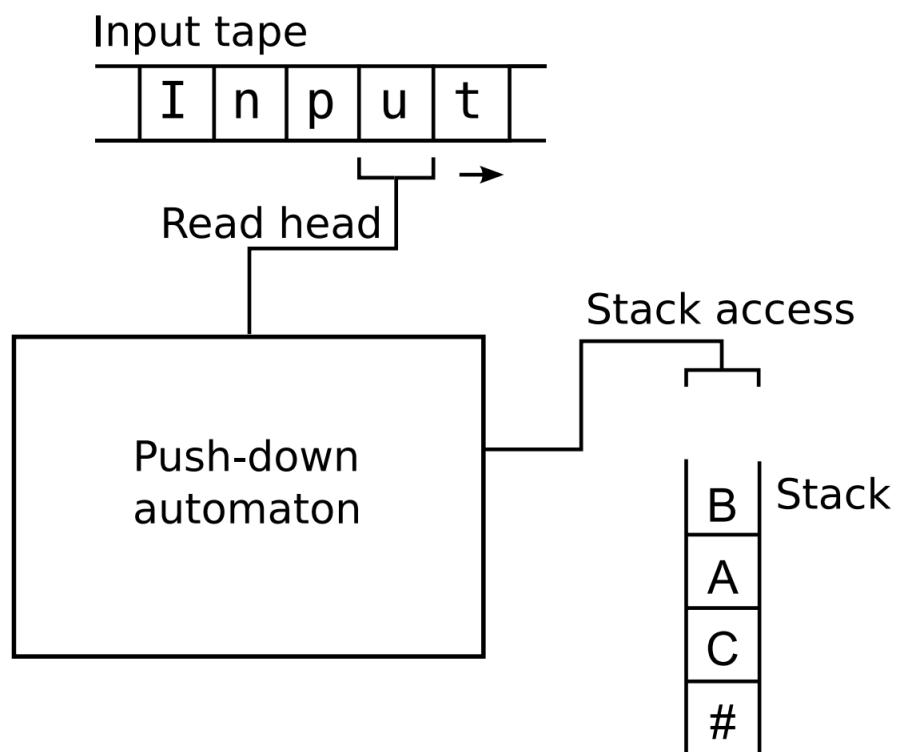 Input tape
I n p u t
Read head
Stack access
Push-down
automaton
Stack
B
A
C
#